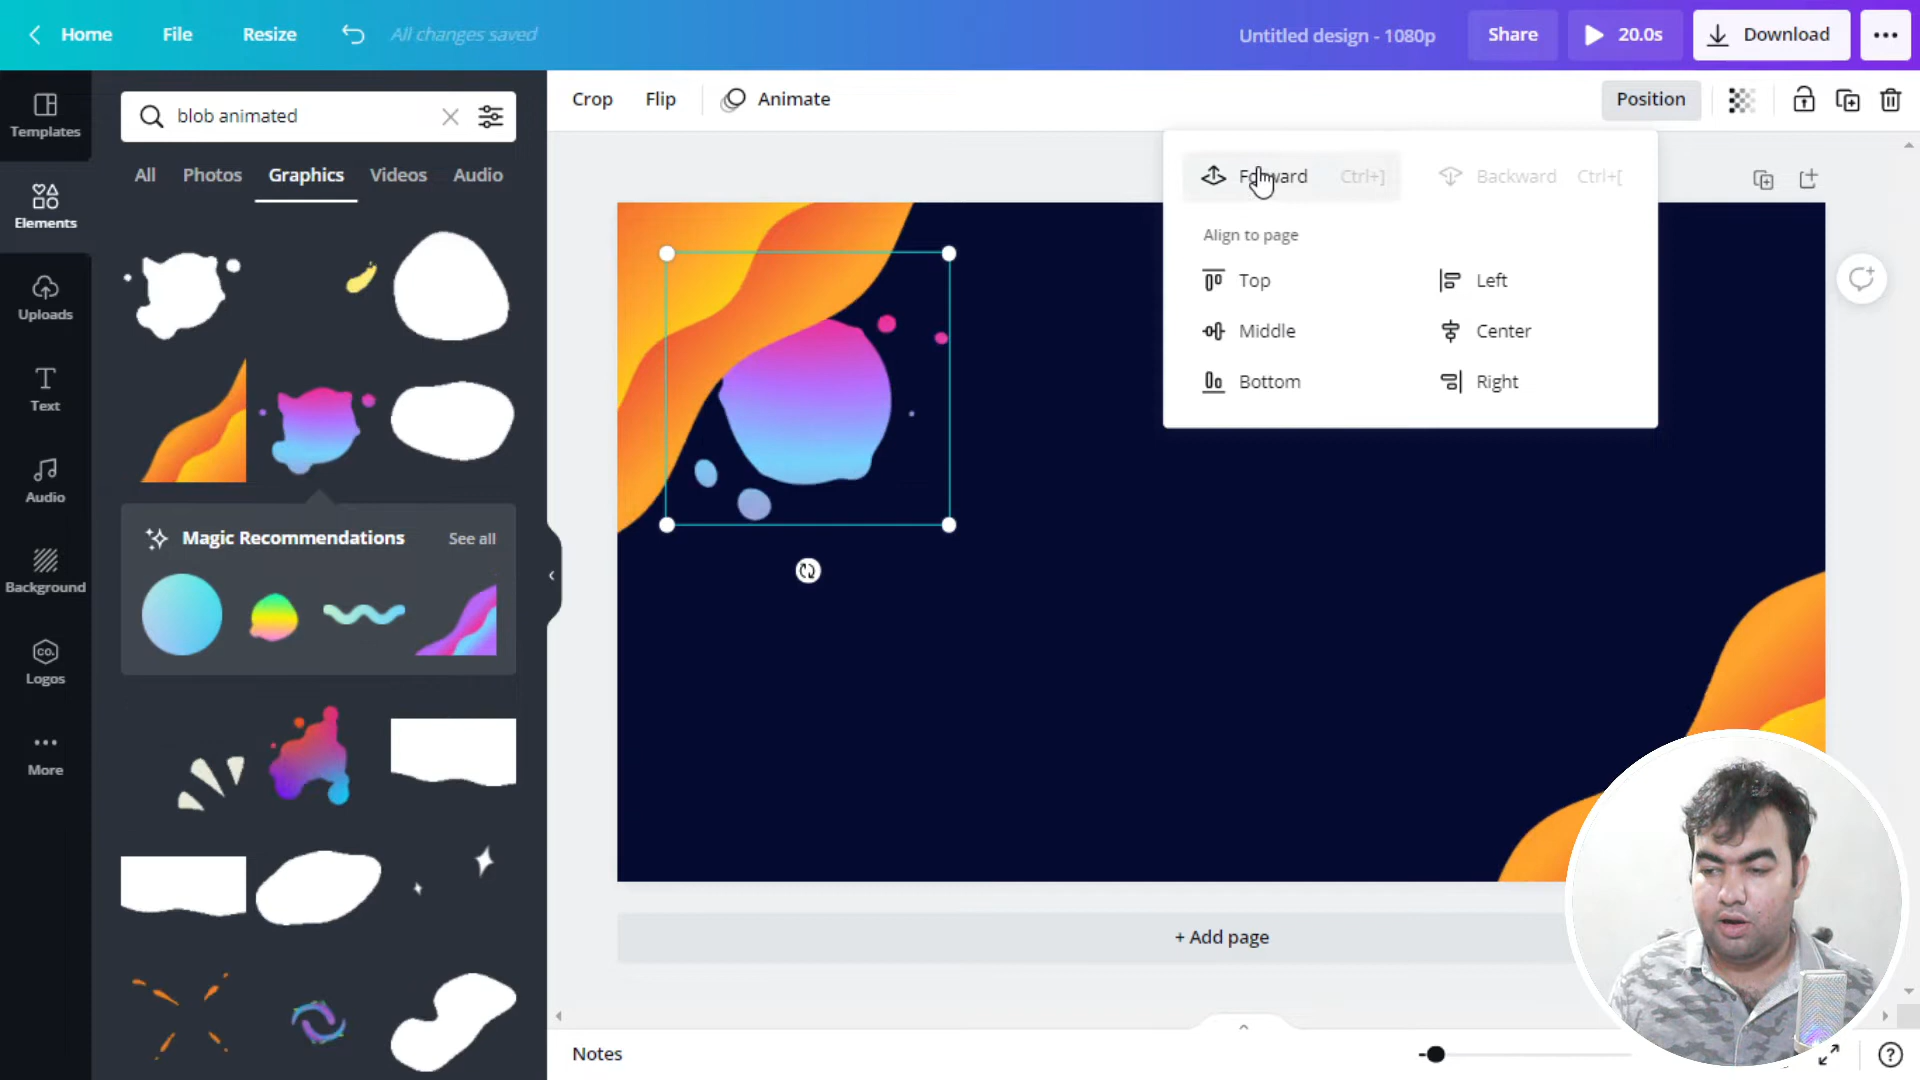 Home File Resize All changes saved Untitled design - 1080p Share 20.0s Download
Templates
Elements
Uploads
Text
Audio
Background
CO.
Logos
More
blob animated
All Photos Graphics Videos Audio
Magic Recommendations See all
Crop Flip Animate Position
Forward Ctrl+] Backward Ctrl+[
Align to page
Top Left
Middle Center
Bottom Right
+ Add page
Notes